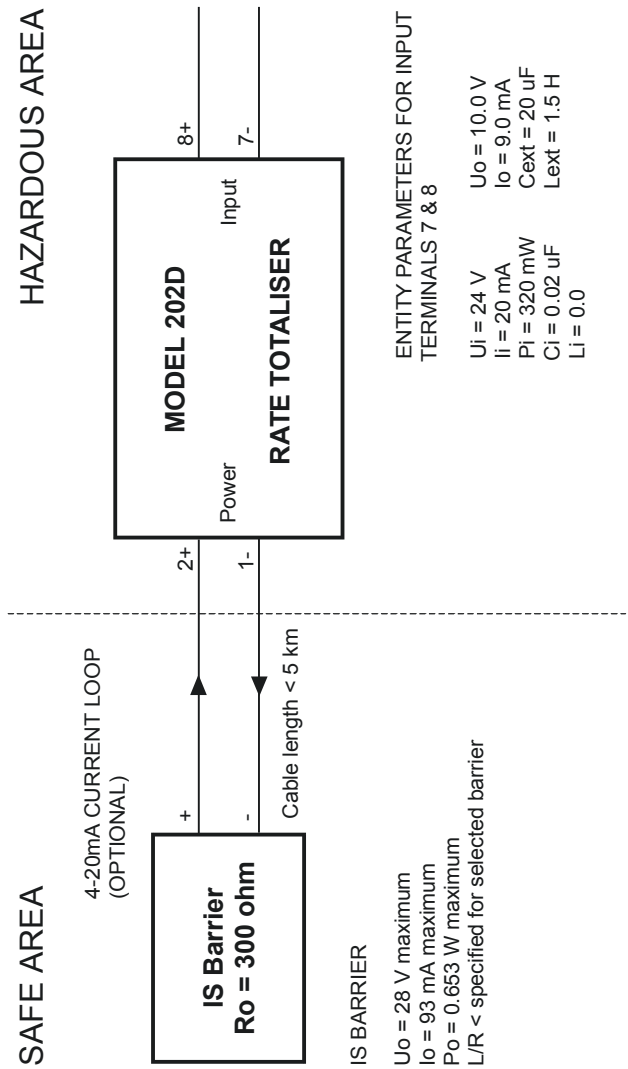 SAFE AREA
HAZARDOUS AREA
4-20mA CURRENT LOOP
(OPTIONAL)
IS Barrier
Ro = 300 ohm
+
-
Cable length < 5 km
2+
1-
MODEL 202D
Power
Input
RATE TOTALISER
8+
7-
IS BARRIER
Uo = 28 V maximum
Io = 93 mA maximum
Po = 0.653 W maximum
L/R < specified for selected barrier
ENTITY PARAMETERS FOR INPUT
TERMINALS 7 & 8
Ui = 24 V
Ii = 20 mA
Pi = 320 mW
Ci = 0.02 uF
Li = 0.0
Uo = 10.0 V
Io = 9.0 mA
Cext = 20 uF
Lext = 1.5 H